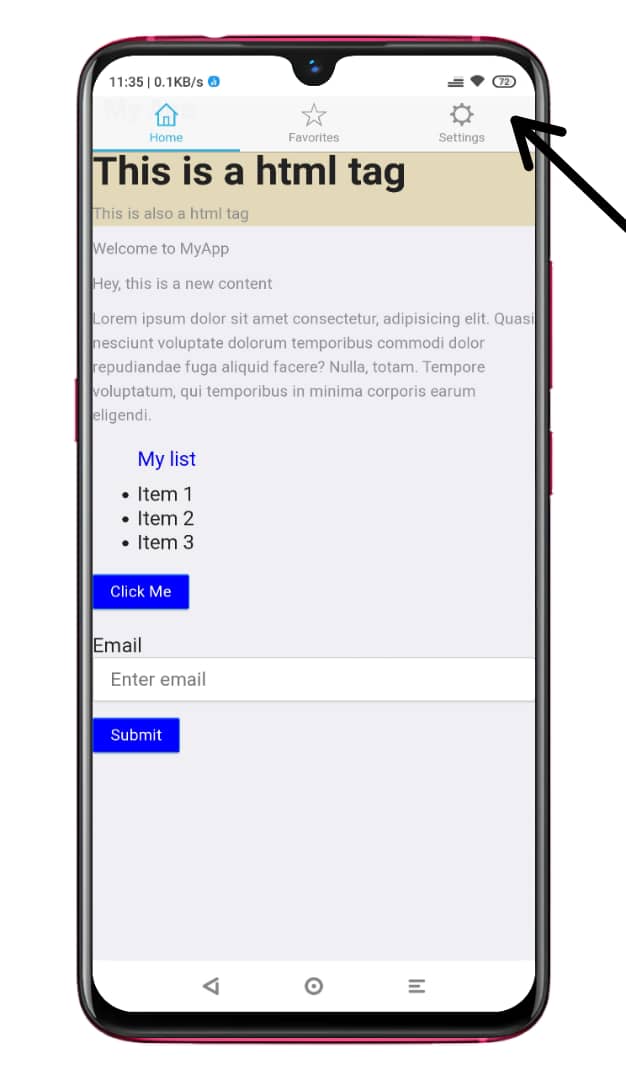 11:35 | 0.1KB/s
72
Home
Favorites
Settings
This is a html tag
This is also a html tag
Welcome to MyApp
Hey, this is a new content
Lorem ipsum dolor sit amet consectetur, adipisicing elit. Quasi
nesciunt voluptate dolorum temporibus commodi dolor
repudiandae fuga aliquid facere? Nulla, totam. Tempore
voluptatum, qui temporibus in minima corporis earum
eligendi.
My list
• Item 1
• Item 2
• Item 3
Click Me
Email
Enter email
Submit